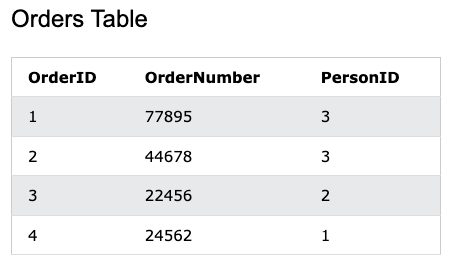 Orders Table
OrderID OrderNumber PersonID
1 77895 3
2 44678 3
3 22456 2
4 24562 1